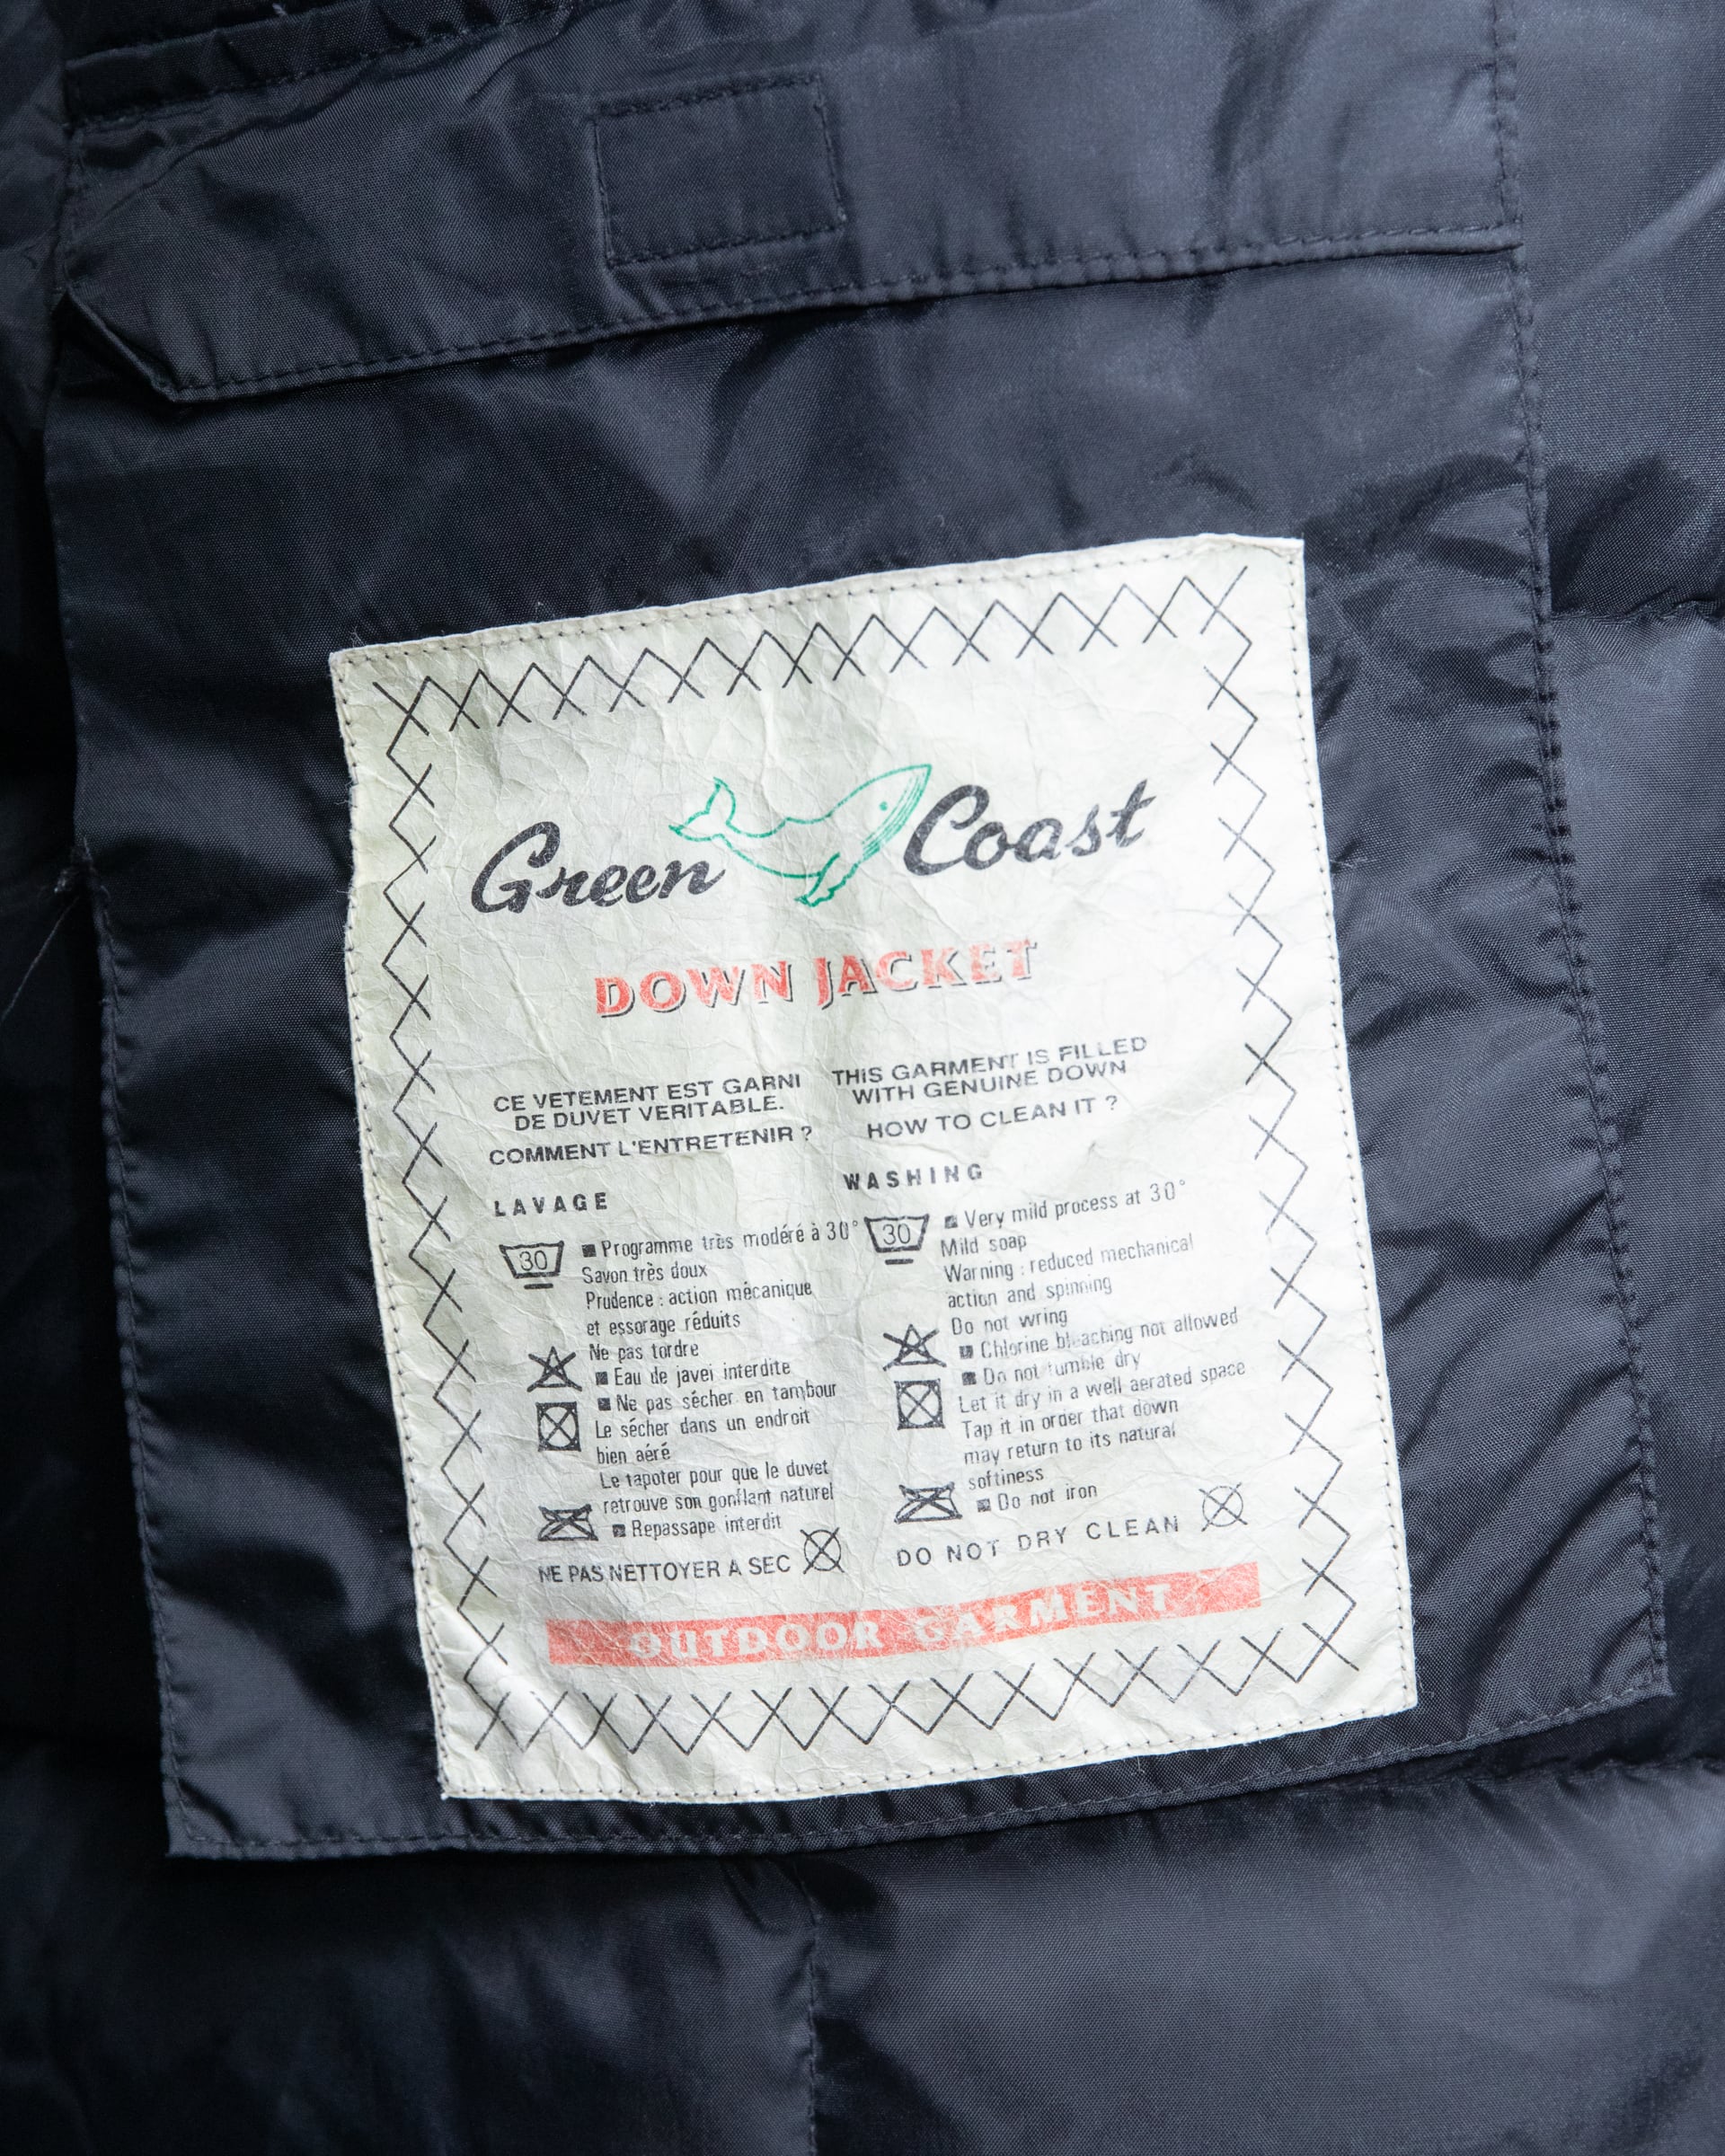 Green Coast
DOWN JACKET
CE VETEMENT EST GARNI
DE DUVET VERITABLE.
COMMENT L'ENTRETENIR ?
LAVAGE
30
■ Programme très modéré à 30°
Savon très doux
Prudence : action mécanique
et essorage réduits
Ne pas tordre
■ Eau de javel interdite
■ Ne pas sécher en tambour
Le sécher dans un endroit
bien aéré
Le tapoter pour que le duvet
retrouve son gonflant naturel
■ Repassape interdit
NE PAS NETTOYER A SEC
THIS GARMENT IS FILLED
WITH GENUINE DOWN
HOW TO CLEAN IT ?
WASHING
30
■ Very mild process at 30°
Mild soap
Warning : reduced mechanical
action and spinning
Do not wring
■ Chlorine bleaching not allowed
■ Do not tumble dry
Let it dry in a well aerated space
Tap it in order that down
may return to its natural
softiness
■ Do not iron
DO NOT DRY CLEAN
OUTDOOR GARMENT